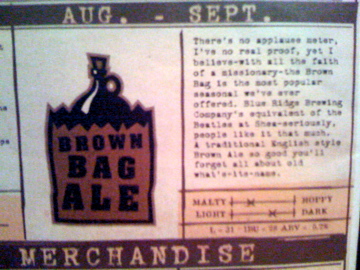 AUG. - SEPT.
There's no applause meter,
I've no real proof, yet I
believe-with all the faith
of a missionary-the Brown
Bag is the most popular
seasonal we've ever
offered. Blue Ridge Brewing
Company's equivalent of the
Beatles at Shea-seriously,
people like it that much.
A traditional English style
Brown Ale so good you'll
forget all about old
what's-its-name.
BROWN
BAG
ALE
MALTY HOPPY
LIGHT DARK
MERCHANDISE